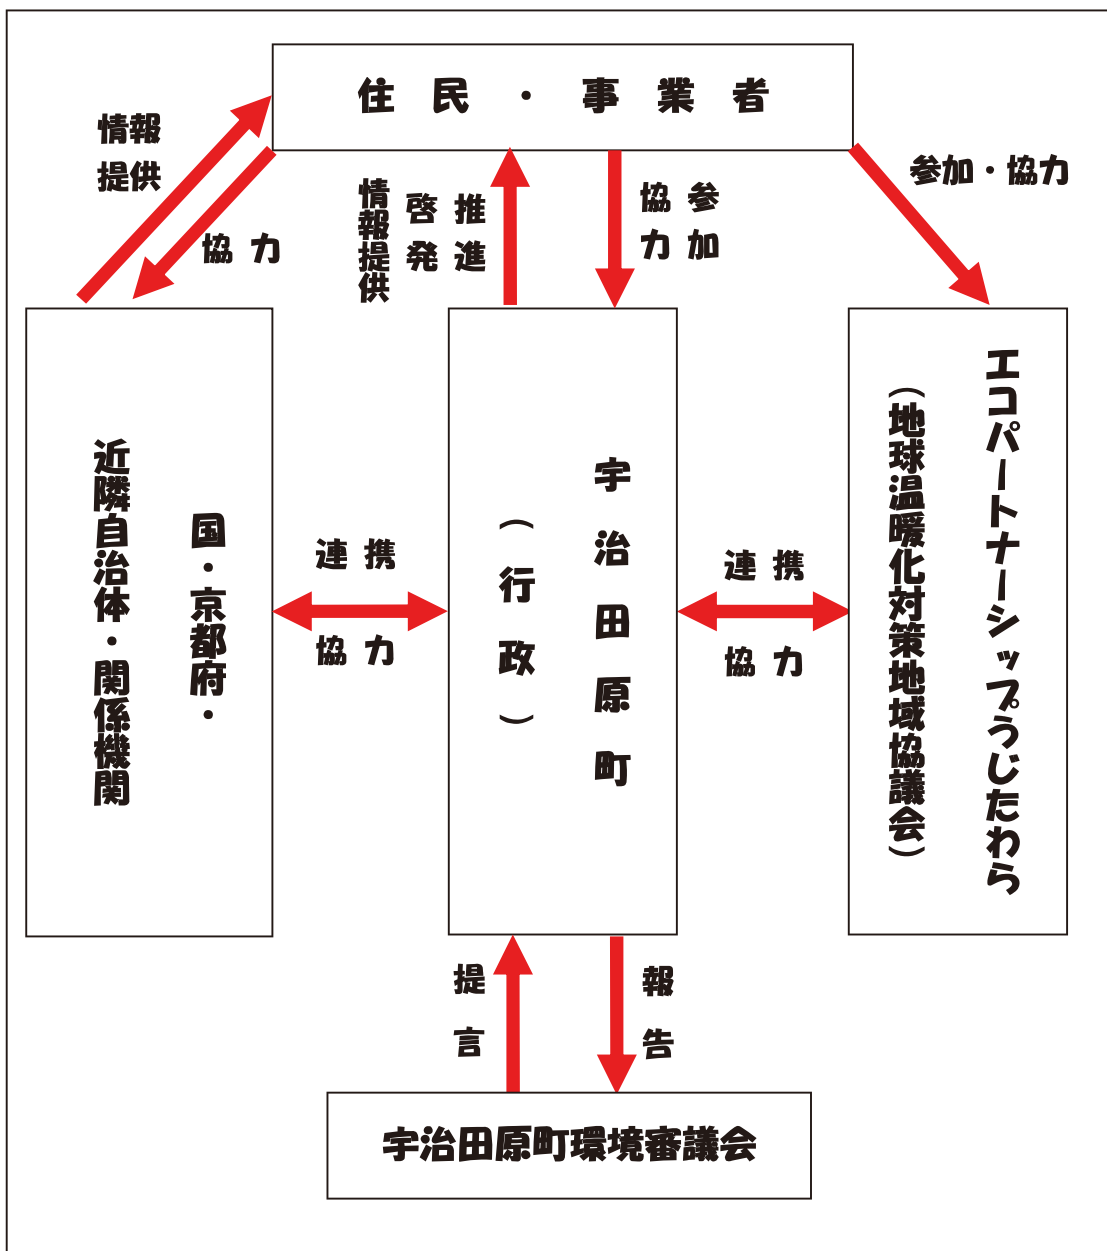 住民・事業者
情報
提供
協力
推進
啓発
情報提供
参加
協力
参加・協力
国・京都府・
近隣自治体・関係機関
連携
協力
宇治田原町
（行政）
連携
協力
エコパートナーシップうじたわら
（地球温暖化対策地域協議会）
提言
報告
宇治田原町環境審議会